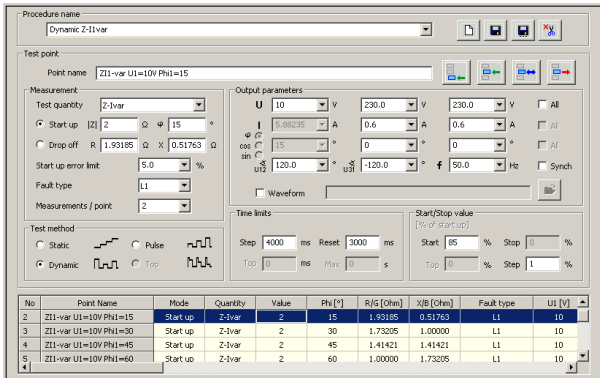 Procedure name
Dynamic Z-I1var
Test point
Point name ZI1-var U1=10V Phi1=15
Measurement
Test quantity Z-Ivar
Start up |Z| 2 Ω φ 15 °
Drop off R 1.93185 Ω X 0.51763 Ω
Start up error limit 5.0 %
Fault type L1
Measurements / point 2
Output parameters
U 10 V 230.0 V 230.0 V All
I 5.88235 A 0.6 A 0.6 A All
φ
cos 15 ° 0 ° 0 ° All
sin
U12 120.0 ° U31 -120.0 ° f 50.0 Hz Synch
Waveform
Test method
Static Pulse
Dynamic Top
Time limits
Step 4000 ms Reset 3000 ms
Top 0 ms Max 0 s
Start/Stop value
[% of start up]
Start 85 % Stop 0 %
Top 0 % Step 1 %
No Point Name Mode Quantity Value Phi [°] R/G [Ohm] X/B [Ohm] Fault type U1 [V]
2 ZI1-var U1=10V Phi1=15 Start up Z-Ivar 2 15 1.93185 0.51763 L1 10
3 ZI1-var U1=10V Phi1=30 Start up Z-Ivar 2 30 1.73205 1.00000 L1 10
4 ZI1-var U1=10V Phi1=45 Start up Z-Ivar 2 45 1.41421 1.41421 L1 10
5 ZI1-var U1=10V Phi1=60 Start up Z-Ivar 2 60 1.00000 1.73205 L1 10